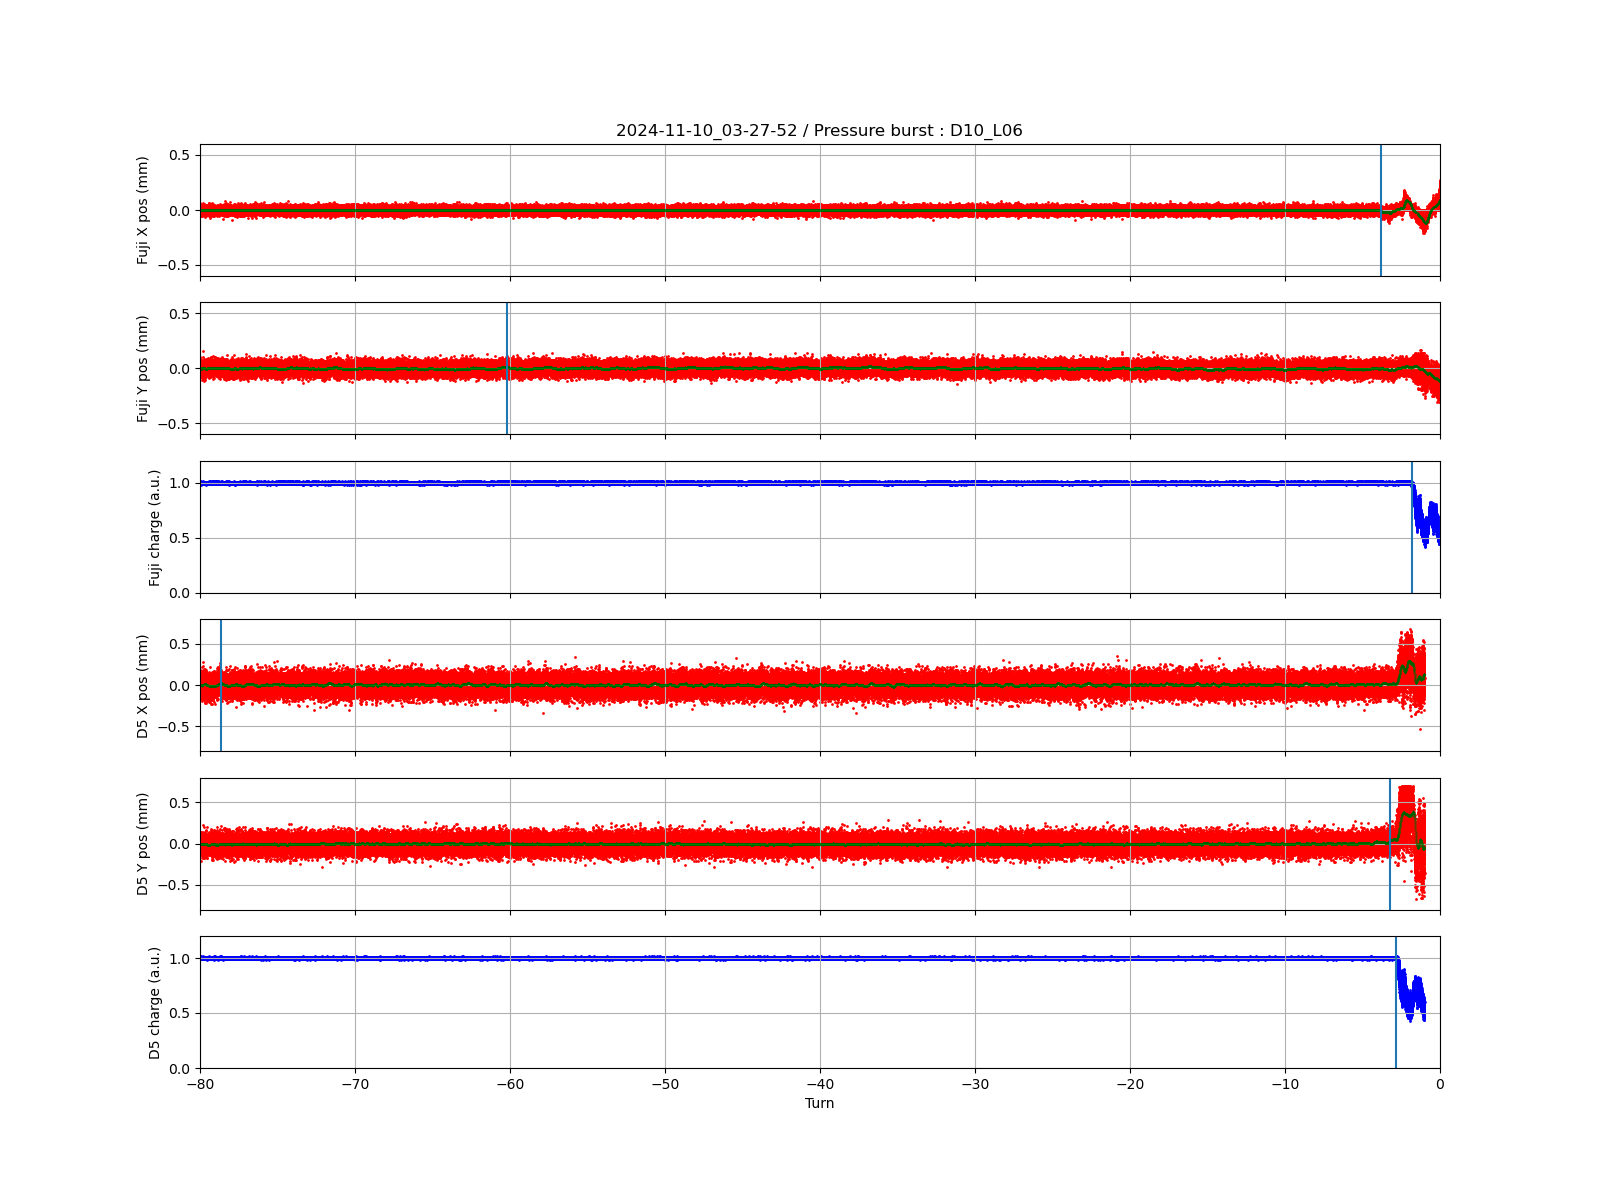 2024-11-10_03-27-52 / Pressure burst : D10_L06
Fuji X pos (mm)
0.5
0.0
−0.5
Fuji Y pos (mm)
0.5
0.0
−0.5
Fuji charge (a.u.)
1.0
0.5
0.0
D5 X pos (mm)
0.5
0.0
−0.5
D5 Y pos (mm)
0.5
0.0
−0.5
D5 charge (a.u.)
1.0
0.5
0.0
−80 −70 −60 −50 −40 −30 −20 −10 0
Turn